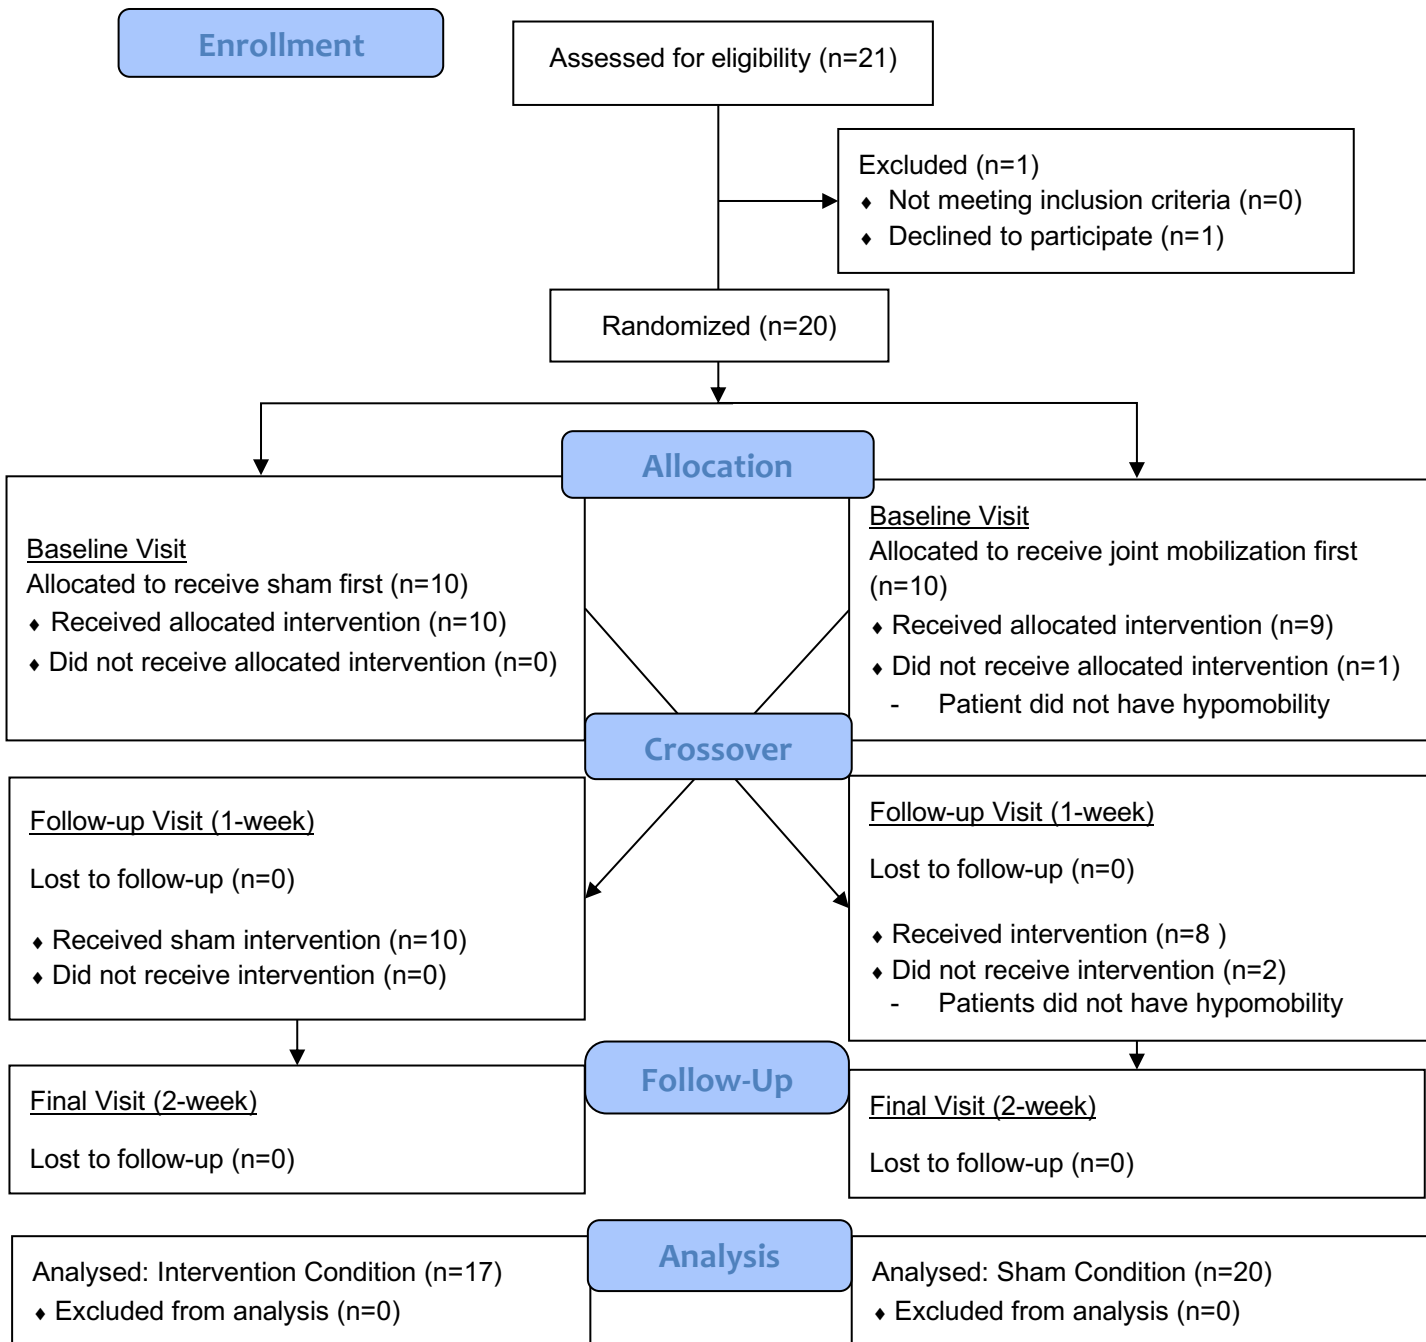 Enrollment
Assessed for eligibility (n=21)
Excluded (n=1)
♦ Not meeting inclusion criteria (n=0)
♦ Declined to participate (n=1)
Randomized (n=20)
Allocation
Baseline Visit
Allocated to receive sham first (n=10)
♦ Received allocated intervention (n=10)
♦ Did not receive allocated intervention (n=0)
Baseline Visit
Allocated to receive joint mobilization first
(n=10)
♦ Received allocated intervention (n=9)
♦ Did not receive allocated intervention (n=1)
- Patient did not have hypomobility
Crossover
Follow-up Visit (1-week)
Lost to follow-up (n=0)
♦ Received sham intervention (n=10)
♦ Did not receive intervention (n=0)
Follow-up Visit (1-week)
Lost to follow-up (n=0)
♦ Received intervention (n=8 )
♦ Did not receive intervention (n=2)
- Patients did not have hypomobility
Follow-Up
Final Visit (2-week)
Lost to follow-up (n=0)
Final Visit (2-week)
Lost to follow-up (n=0)
Analysis
Analysed: Intervention Condition (n=17)
♦ Excluded from analysis (n=0)
Analysed: Sham Condition (n=20)
♦ Excluded from analysis (n=0)